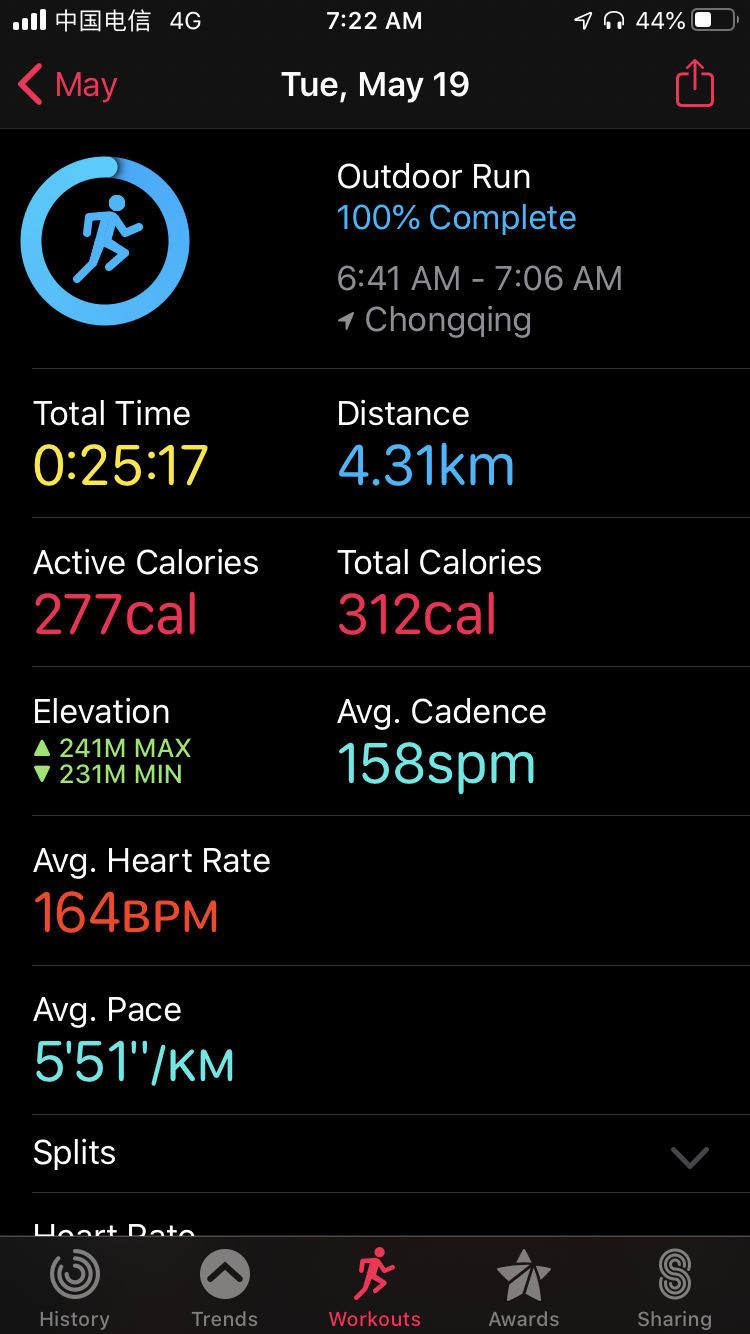 中国电信 4G 7:22 AM 44%
May Tue, May 19
Outdoor Run
100% Complete
6:41 AM - 7:06 AM
Chongqing
Total Time Distance
0:25:17 4.31km
Active Calories Total Calories
277cal 312cal
Elevation Avg. Cadence
▲ 241M MAX 158spm
▼ 231M MIN
Avg. Heart Rate
164BPM
Avg. Pace
5'51''/KM
Splits
Heart Rate
History Trends Workouts Awards Sharing